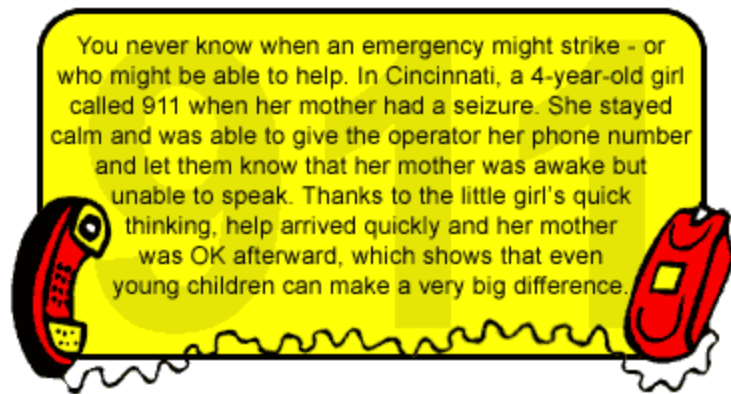 You never know when an emergency might strike - or
who might be able to help. In Cincinnati, a 4-year-old girl
called 911 when her mother had a seizure. She stayed
calm and was able to give the operator her phone number
and let them know that her mother was awake but
unable to speak. Thanks to the little girl's quick
thinking, help arrived quickly and her mother
was OK afterward, which shows that even
young children can make a very big difference.
911